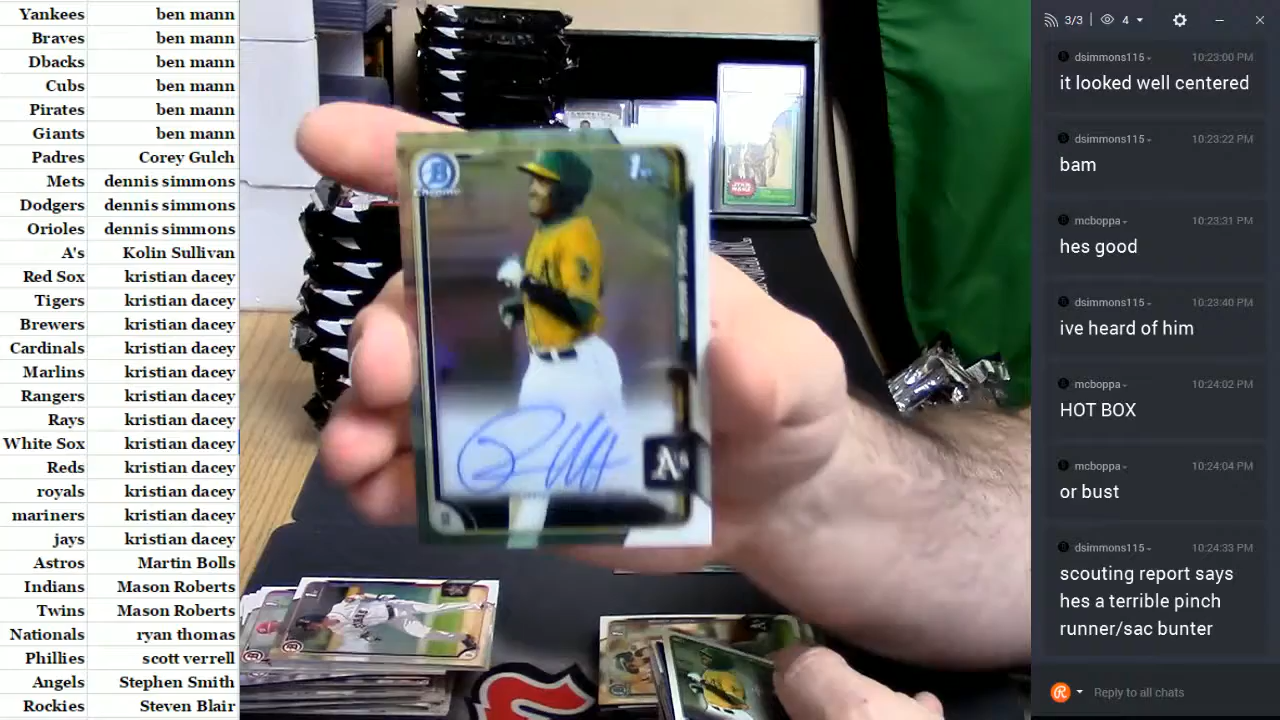 Yankees ben mann
Braves ben mann
Dbacks ben mann
Cubs ben mann
Pirates ben mann
Giants ben mann
Padres Corey Gulch
Mets dennis simmons
Dodgers dennis simmons
Orioles dennis simmons
A's Kolin Sullivan
Red Sox kristian dacey
Tigers kristian dacey
Brewers kristian dacey
Cardinals kristian dacey
Marlins kristian dacey
Rangers kristian dacey
Rays kristian dacey
White Sox kristian dacey
Reds kristian dacey
royals kristian dacey
mariners kristian dacey
jays kristian dacey
Astros Martin Bolls
Indians Mason Roberts
Twins Mason Roberts
Nationals ryan thomas
Phillies scott verrell
Angels Stephen Smith
Rockies Steven Blair
B
Chrome
1
A's
STAR WARS
3/3 4
dsimmons115 10:23:00 PM
it looked well centered
dsimmons115 10:23:22 PM
bam
mcboppa 10:23:31 PM
hes good
dsimmons115 10:23:40 PM
ive heard of him
mcboppa 10:24:02 PM
HOT BOX
mcboppa 10:24:04 PM
or bust
dsimmons115 10:24:33 PM
scouting report says
hes a terrible pinch
runner/sac bunter
Reply to all chats